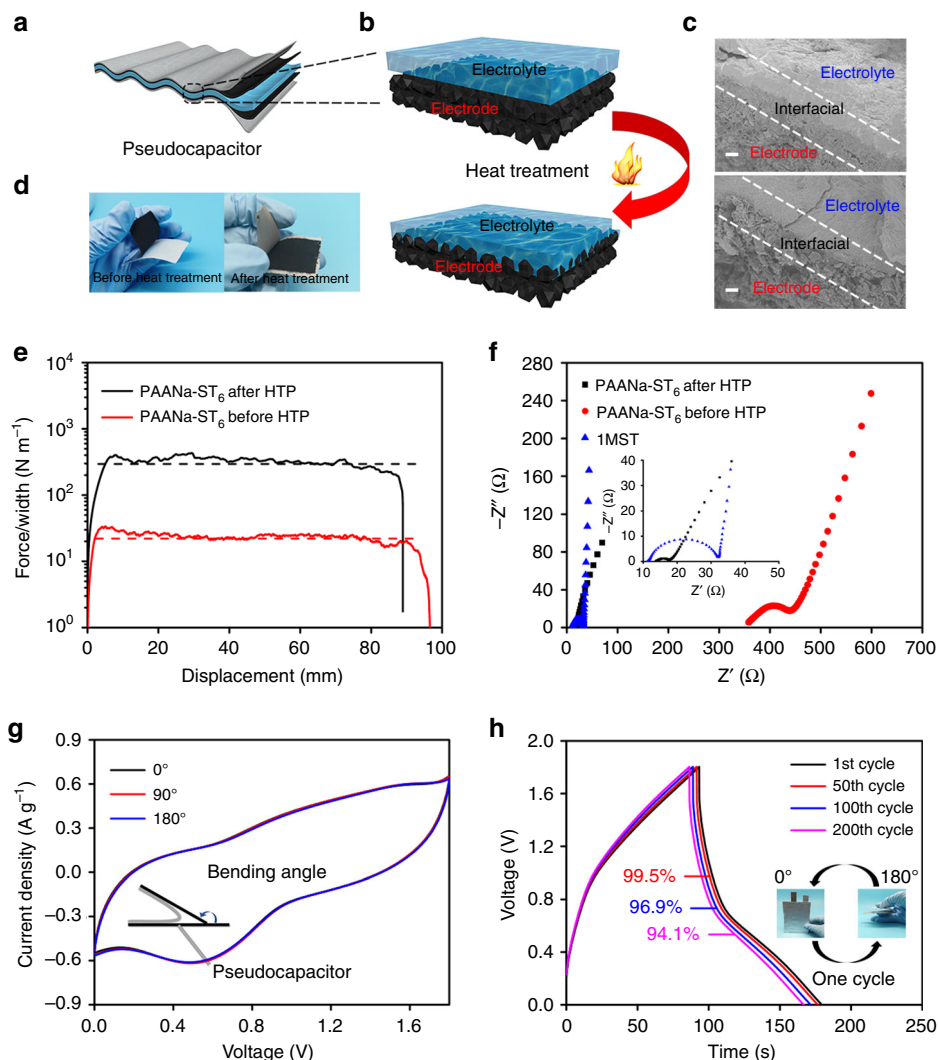 a
Pseudocapacitor
b
Electrolyte
Electrode
Heat treatment
Electrolyte
Electrode
c
Electrolyte
Interfacial
Electrode
Electrolyte
Interfacial
Electrode
d
Before heat treatment
After heat treatment
e
10⁴
10³
10²
10¹
10⁰
Force/width (N m⁻¹)
PAANa-ST₆ after HTP
PAANa-ST₆ before HTP
0 20 40 60 80 100
Displacement (mm)
f
280
240
200
160
120
80
40
0
−Z″ (Ω)
PAANa-ST₆ after HTP
PAANa-ST₆ before HTP
1MST
40
30
20
10
0
−Z″ (Ω)
10 20 30 40 50
Z′ (Ω)
0 100 200 300 400 500 600 700
Z′ (Ω)
g
0.9
0.6
0.3
0.0
−0.3
−0.6
−0.9
Current density (A g⁻¹)
0°
90°
180°
Bending angle
Pseudocapacitor
0.0 0.4 0.8 1.2 1.6
Voltage (V)
h
2.0
1.6
1.2
0.8
0.4
0.0
Voltage (V)
1st cycle
50th cycle
100th cycle
200th cycle
99.5%
96.9%
94.1%
0°
180°
One cycle
0 50 100 150 200 250
Time (s)